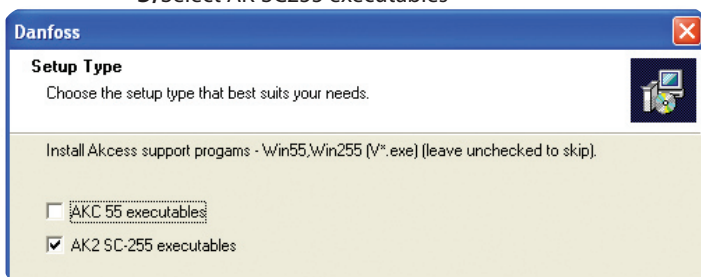 3) Select AK SC255 executables
Danfoss
Setup Type
Choose the setup type that best suits your needs.
Install Akcess support progams - Win55,Win255 (V*.exe) (leave unchecked to skip).
AKC 55 executables
AK2 SC-255 executables